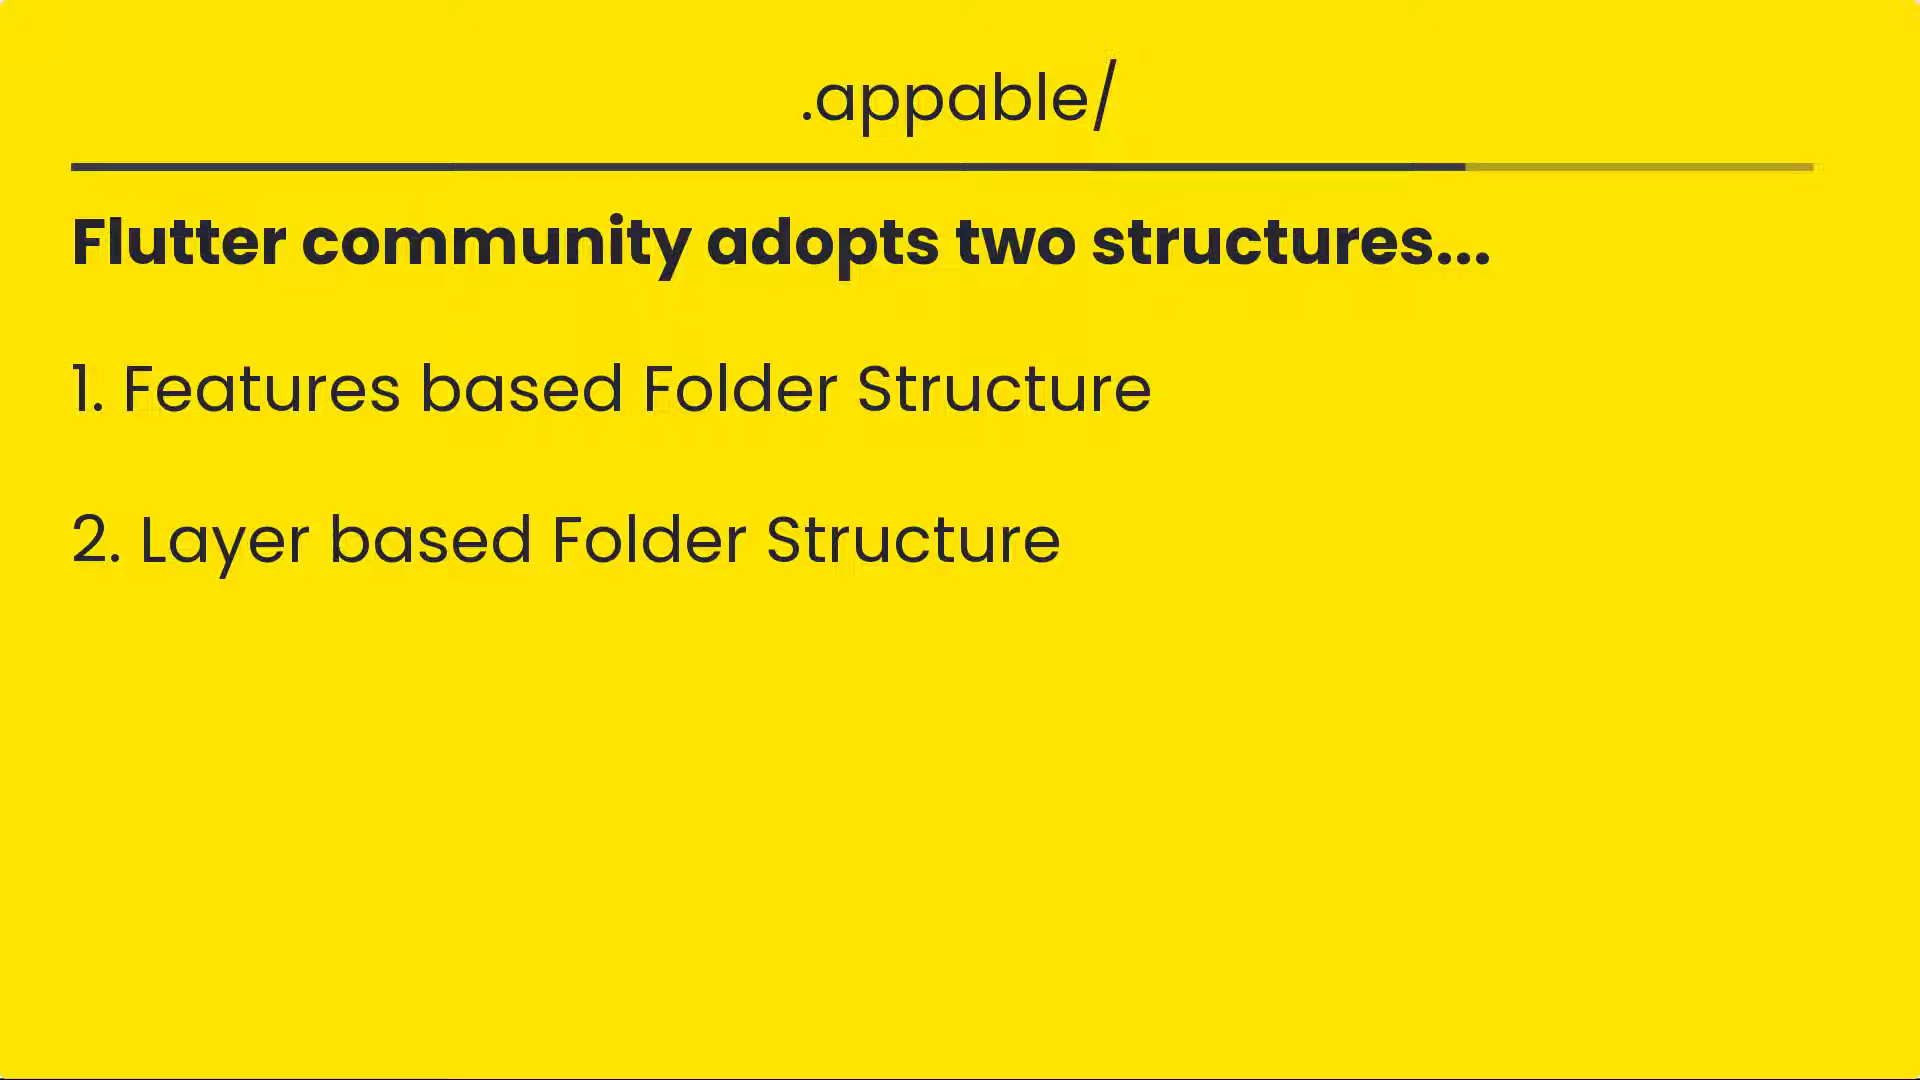 .appable/
Flutter community adopts two structures...
1. Features based Folder Structure
2. Layer based Folder Structure